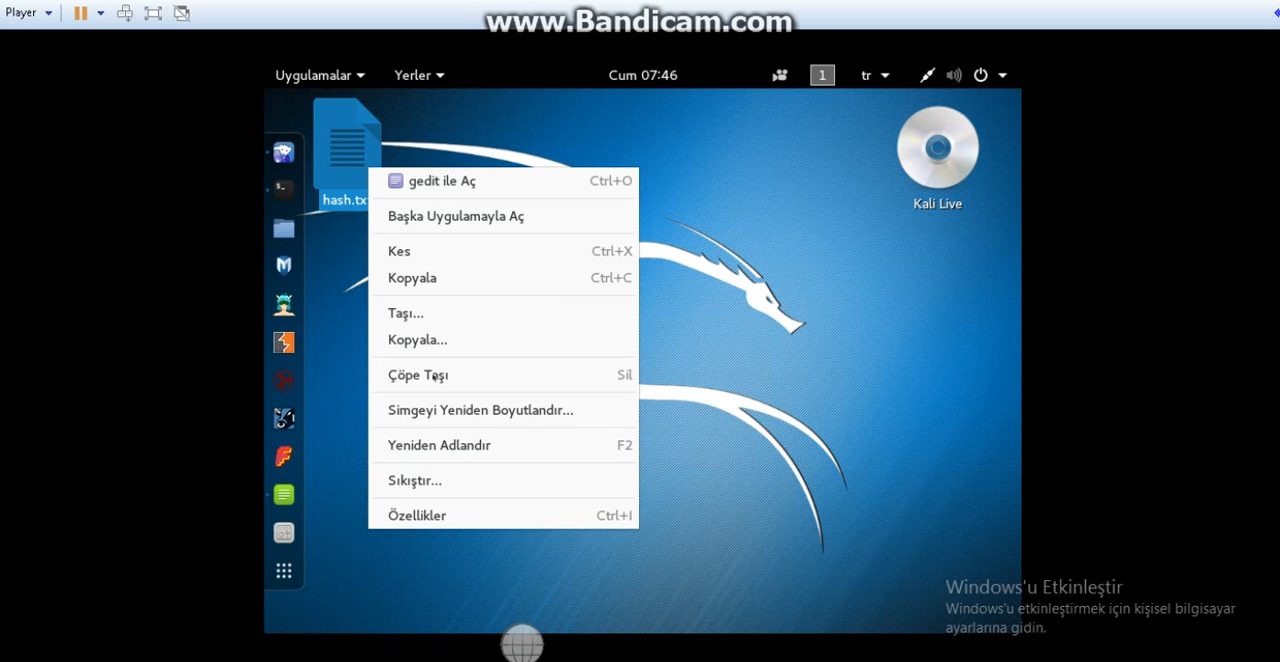 Player
www.Bandicam.com
Uygulamalar
Yerler
Cum 07:46
1
tr
hash.tx
Kali Live
gedit ile Aç Ctrl+O
Başka Uygulamayla Aç
Kes Ctrl+X
Kopyala Ctrl+C
Taşı...
Kopyala...
Çöpe Taşı Sil
Simgeyi Yeniden Boyutlandır...
Yeniden Adlandır F2
Sıkıştır...
Özellikler Ctrl+I
Windows'u Etkinleştir
Windows'u etkinleştirmek için kişisel bilgisayar
ayarlarına gidin.